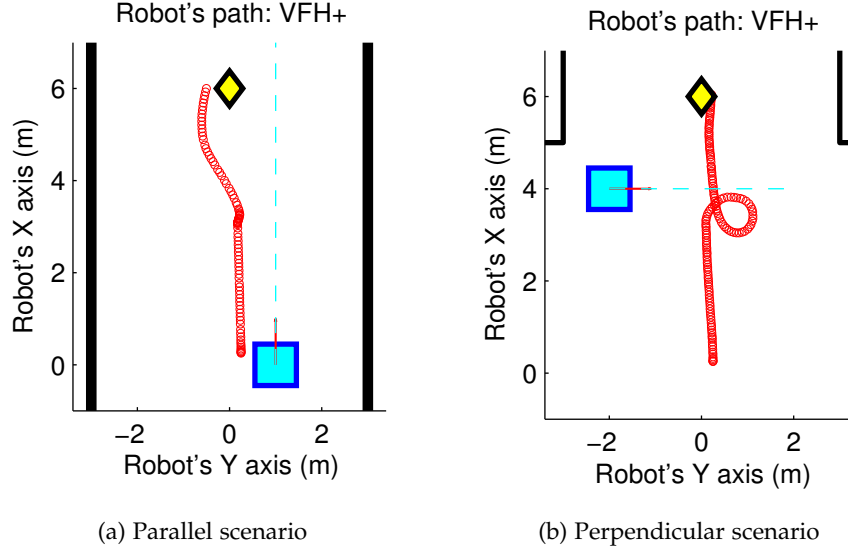 Robot's path: VFH+
Robot's X axis (m)
6
4
2
0
−2
0
2
Robot's Y axis (m)
(a) Parallel scenario
Robot's path: VFH+
Robot's X axis (m)
6
4
2
0
−2
0
2
Robot's Y axis (m)
(b) Perpendicular scenario